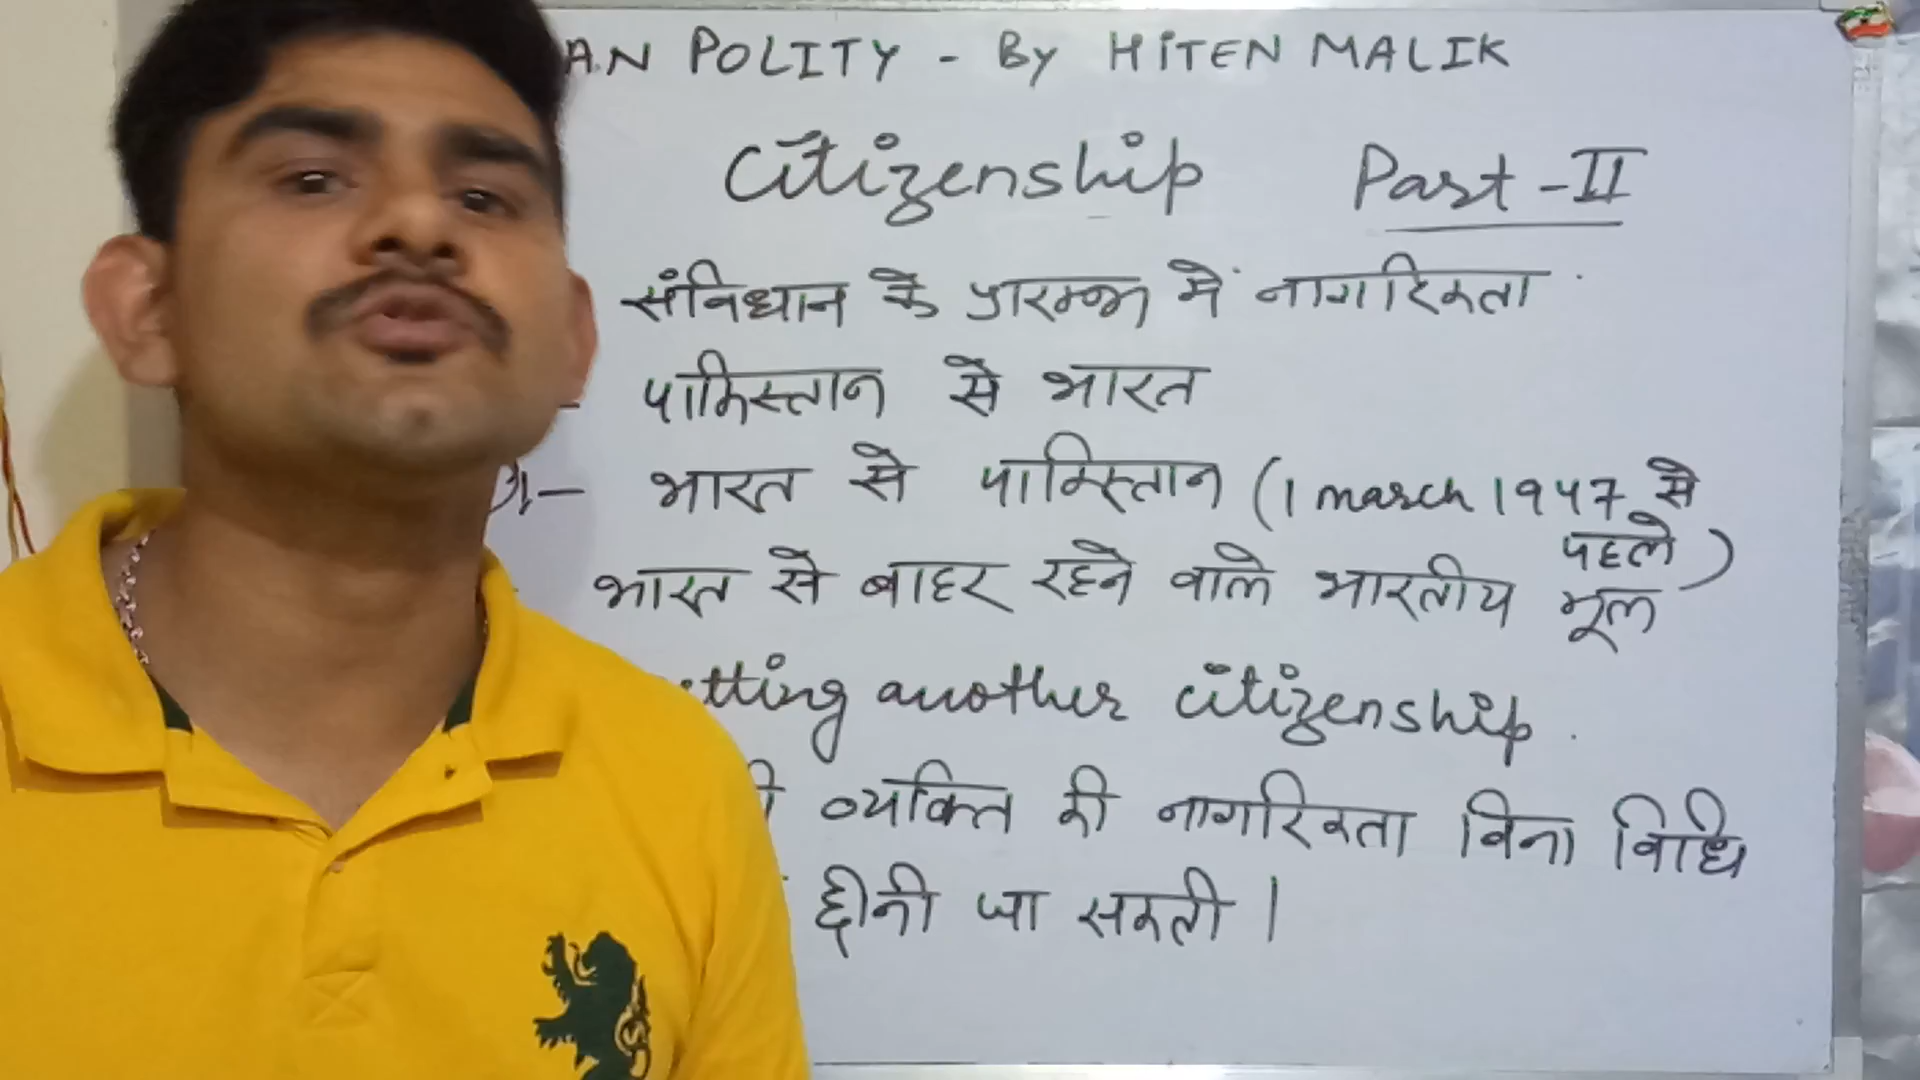 AN POLITY - By HITEN MALIK
Citizenship Part - II
संविधान के प्रारम्भ में नागरिकता
- पाकिस्तान से भारत
- भारत से पाकिस्तान (1 march 1947 से पहले)
भारत से बाहर रहने वाले भारतीय मूल
etting another citizenship.
व्यक्ति की नागरिकता बिना विधि
छीनी जा सकती ।